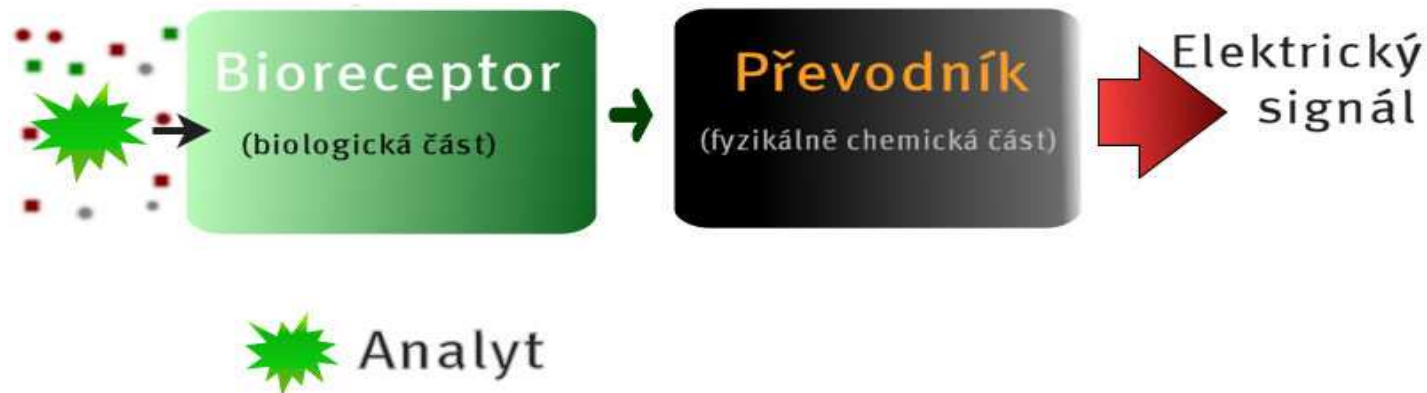 Bioreceptor
(biologická část)
Převodník
(fyzikálně chemická část)
Elektrický
signál
Analyt